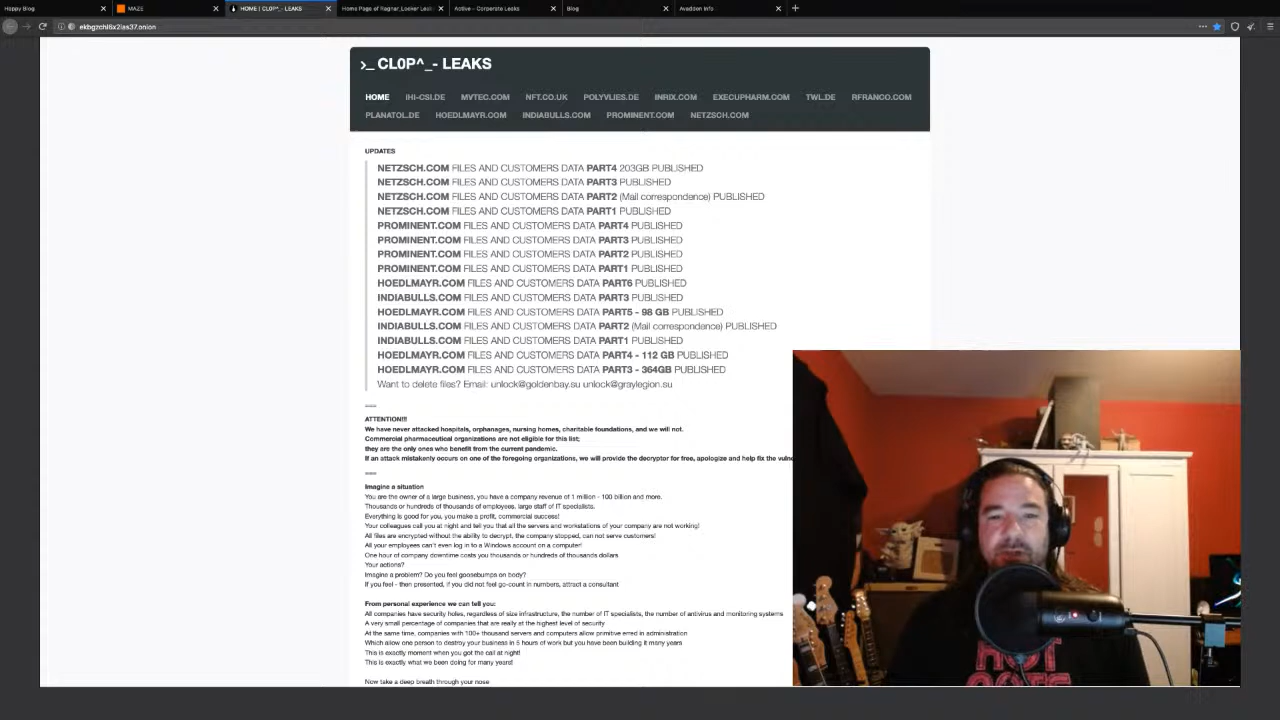 Happy Blog
MAZE
HOME | CL0P^_- LEAKS
Home Page of Ragnar_Locker Leak
Active – Corporate Leaks
Blog
Avaddon Info
ekbgzchl6x2ias37.onion
>_ CL0P^_- LEAKS
HOME IHI-CSI.DE MVTEC.COM NFT.CO.UK POLYVLIES.DE INRIX.COM EXECUPHARM.COM TWL.DE RFRANCO.COM
PLANATOL.DE HOEDLMAYR.COM INDIABULLS.COM PROMINENT.COM NETZSCH.COM
UPDATES
NETZSCH.COM FILES AND CUSTOMERS DATA PART4 203GB PUBLISHED
NETZSCH.COM FILES AND CUSTOMERS DATA PART3 PUBLISHED
NETZSCH.COM FILES AND CUSTOMERS DATA PART2 (Mail correspondence) PUBLISHED
NETZSCH.COM FILES AND CUSTOMERS DATA PART1 PUBLISHED
PROMINENT.COM FILES AND CUSTOMERS DATA PART4 PUBLISHED
PROMINENT.COM FILES AND CUSTOMERS DATA PART3 PUBLISHED
PROMINENT.COM FILES AND CUSTOMERS DATA PART2 PUBLISHED
PROMINENT.COM FILES AND CUSTOMERS DATA PART1 PUBLISHED
HOEDLMAYR.COM FILES AND CUSTOMERS DATA PART6 PUBLISHED
INDIABULLS.COM FILES AND CUSTOMERS DATA PART3 PUBLISHED
HOEDLMAYR.COM FILES AND CUSTOMERS DATA PART5 - 98 GB PUBLISHED
INDIABULLS.COM FILES AND CUSTOMERS DATA PART2 (Mail correspondence) PUBLISHED
INDIABULLS.COM FILES AND CUSTOMERS DATA PART1 PUBLISHED
HOEDLMAYR.COM FILES AND CUSTOMERS DATA PART4 - 112 GB PUBLISHED
HOEDLMAYR.COM FILES AND CUSTOMERS DATA PART3 - 364GB PUBLISHED
Want to delete files? Email: unlock@goldenbay.su unlock@graylegion.su
===
ATTENTION!!!
We have never attacked hospitals, orphanages, nursing homes, charitable foundations, and we will not.
Commercial pharmaceutical organizations are not eligible for this list;
they are the only ones who benefit from the current pandemic.
If an attack mistakenly occurs on one of the foregoing organizations, we will provide the decryptor for free, apologize and help fix the vulne
===
Imagine a situation
You are the owner of a large business, you have a company revenue of 1 million - 100 billion and more.
Thousands or hundreds of thousands of employees, large staff of IT specialists.
Everything is good for you, you make a profit, commercial success!
Your colleagues call you at night and tell you that all the servers and workstations of your company are not working!
All files are encrypted without the ability to decrypt, the company stopped, can not serve customers!
All your employees can't even log in to a Windows account on a computer!
One hour of company downtime costs you thousands or hundreds of thousands dollars
Your actions?
Imagine a problem? Do you feel goosebumps on body?
If you feel - then presented, if you did not feel go-count in numbers, attract a consultant
From personal experience we can tell you:
All companies have security holes, regardless of size infrastructure, the number of IT specialists, the number of antivirus and monitoring systems
A very small percentage of companies that are really at the highest level of security
At the same time, companies with 100+ thousand servers and computers allow primitive erred in administration
Which allow one person to destroy your business in 5 hours of work but you have been building it many years
This is exactly moment when you got the call at night!
This is exactly what we been doing for many years!
Now take a deep breath through your nose